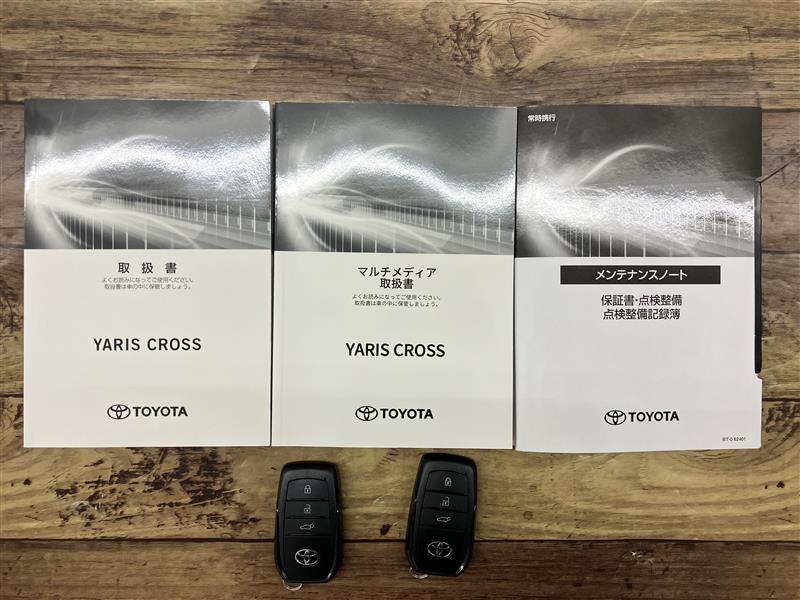 取扱書
よくお読みになってご使用ください。
取扱書は車の中に保管しましょう。
YARIS CROSS
TOYOTA
マルチメディア
取扱書
よくお読みになってご使用ください。
取扱書は車の中に保管しましょう。
YARIS CROSS
TOYOTA
常時携行
メンテナンスノート
保証書・点検整備
点検整備記録簿
TOYOTA
BT-0 62401